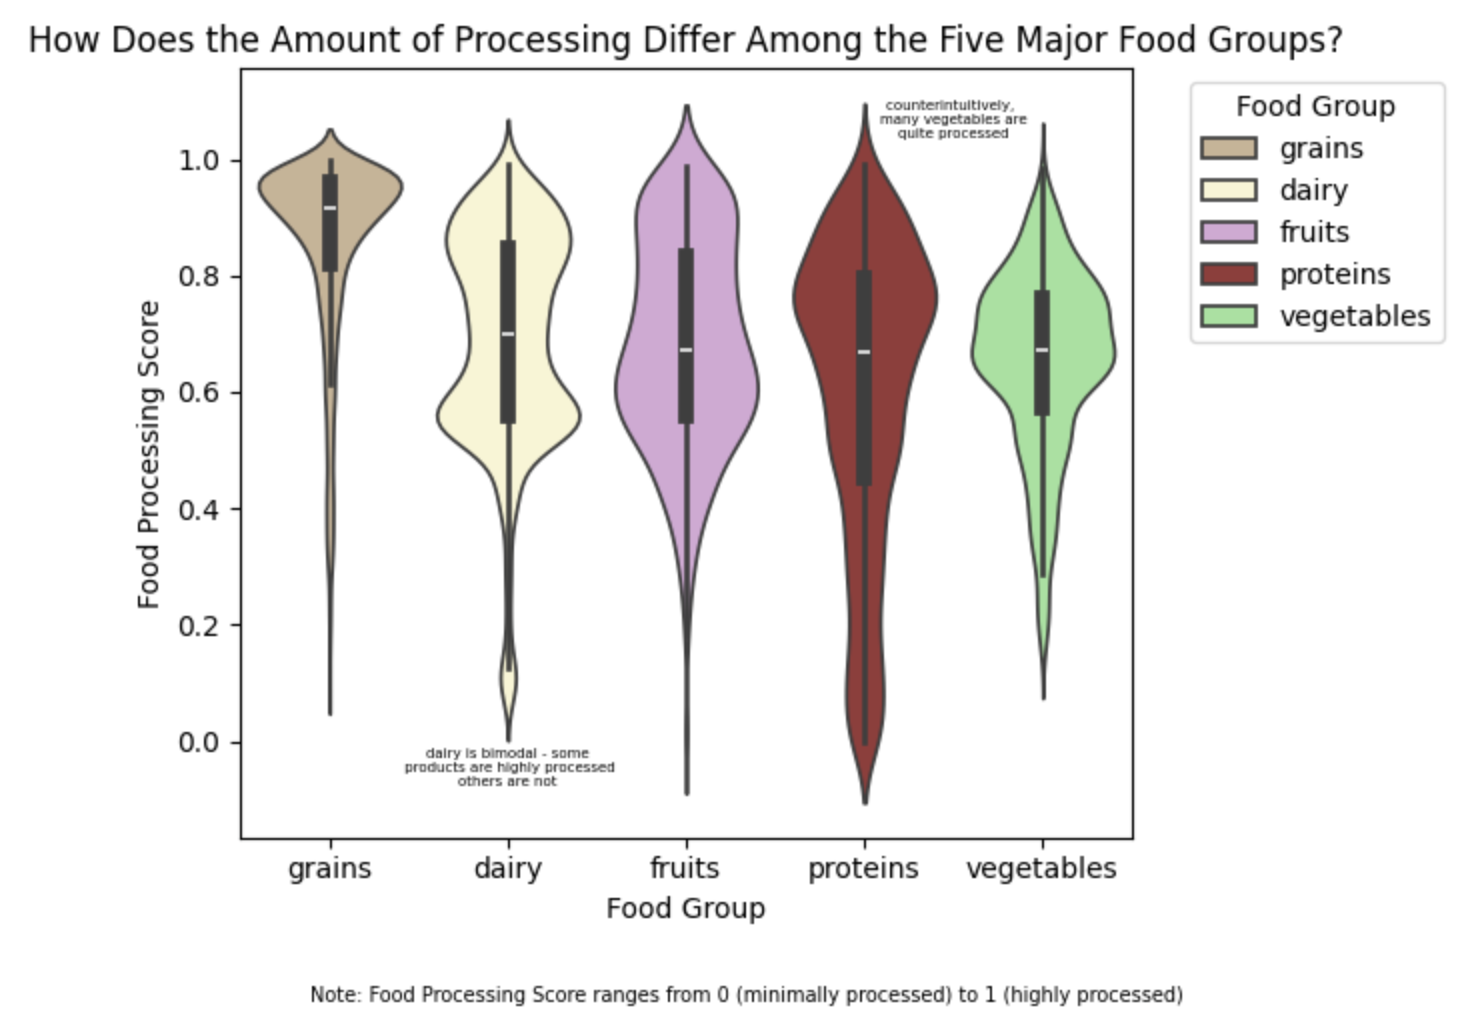 How Does the Amount of Processing Differ Among the Five Major Food Groups?
counterintuitively,
many vegetables are
quite processed
Food Group
grains
dairy
fruits
proteins
vegetables
Food Processing Score
1.0
0.8
0.6
0.4
0.2
0.0
dairy is bimodal - some
products are highly processed
others are not
grains
dairy
fruits
proteins
vegetables
Food Group
Note: Food Processing Score ranges from 0 (minimally processed) to 1 (highly processed)